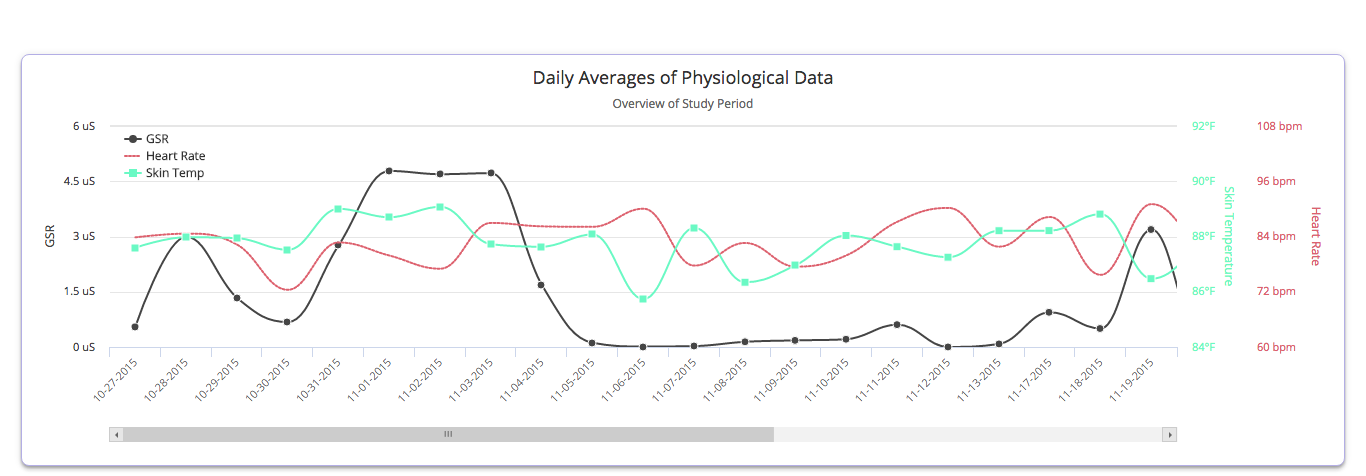 Daily Averages of Physiological Data
Overview of Study Period
6 uS
4.5 uS
3 uS
1.5 uS
0 uS
GSR
GSR
Heart Rate
Skin Temp
92°F
90°F
88°F
86°F
84°F
Skin Temperature
108 bpm
96 bpm
84 bpm
72 bpm
60 bpm
Heart Rate
10-27-2015
10-28-2015
10-29-2015
10-30-2015
10-31-2015
11-01-2015
11-02-2015
11-03-2015
11-04-2015
11-05-2015
11-06-2015
11-07-2015
11-08-2015
11-09-2015
11-10-2015
11-11-2015
11-12-2015
11-13-2015
11-17-2015
11-18-2015
11-19-2015